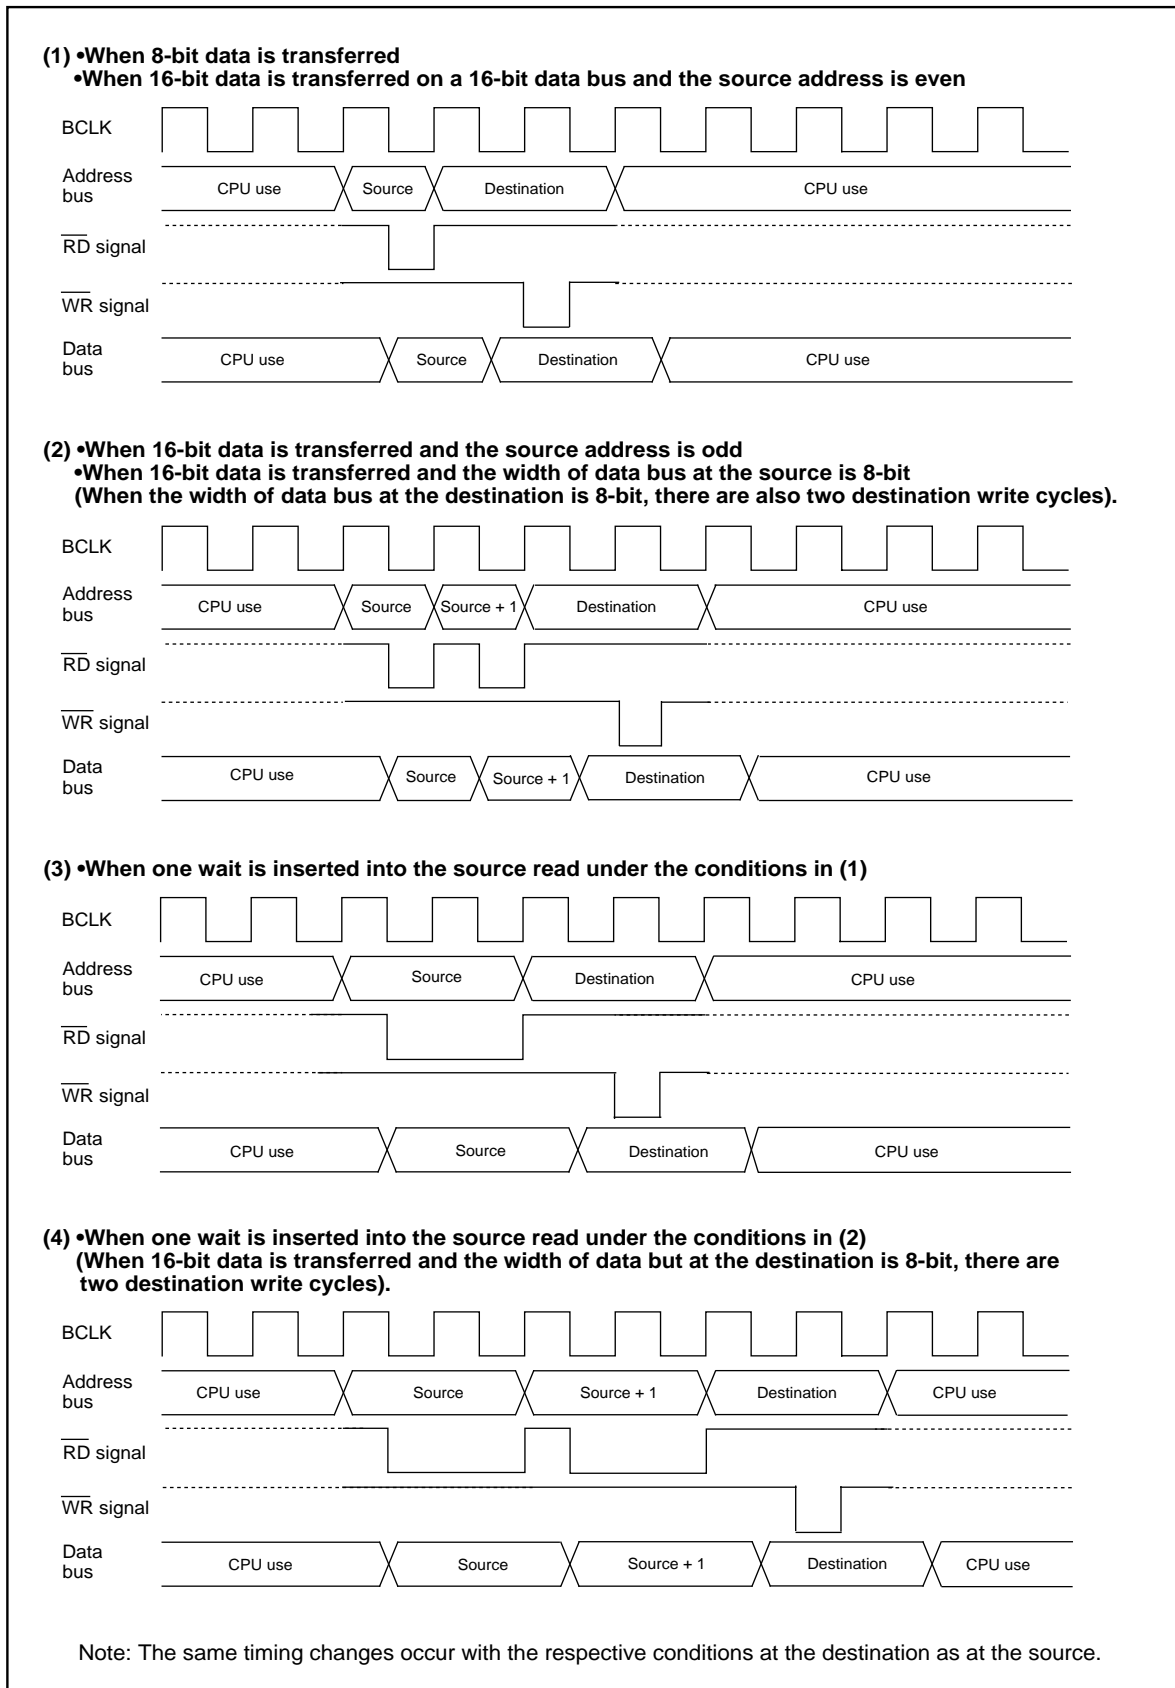 (1) •When 8-bit data is transferred
•When 16-bit data is transferred on a 16-bit data bus and the source address is even
BCLK
Address
bus
CPU use Source Destination CPU use
RD signal
WR signal
Data
bus
CPU use Source Destination CPU use
(2) •When 16-bit data is transferred and the source address is odd
•When 16-bit data is transferred and the width of data bus at the source is 8-bit
(When the width of data bus at the destination is 8-bit, there are also two destination write cycles).
BCLK
Address
bus
CPU use Source Source + 1 Destination CPU use
RD signal
WR signal
Data
bus
CPU use Source Source + 1 Destination CPU use
(3) •When one wait is inserted into the source read under the conditions in (1)
BCLK
Address
bus
CPU use Source Destination CPU use
RD signal
WR signal
Data
bus
CPU use Source Destination CPU use
(4) •When one wait is inserted into the source read under the conditions in (2)
(When 16-bit data is transferred and the width of data but at the destination is 8-bit, there are
two destination write cycles).
BCLK
Address
bus
CPU use Source Source + 1 Destination CPU use
RD signal
WR signal
Data
bus
CPU use Source Source + 1 Destination CPU use
Note: The same timing changes occur with the respective conditions at the destination as at the source.